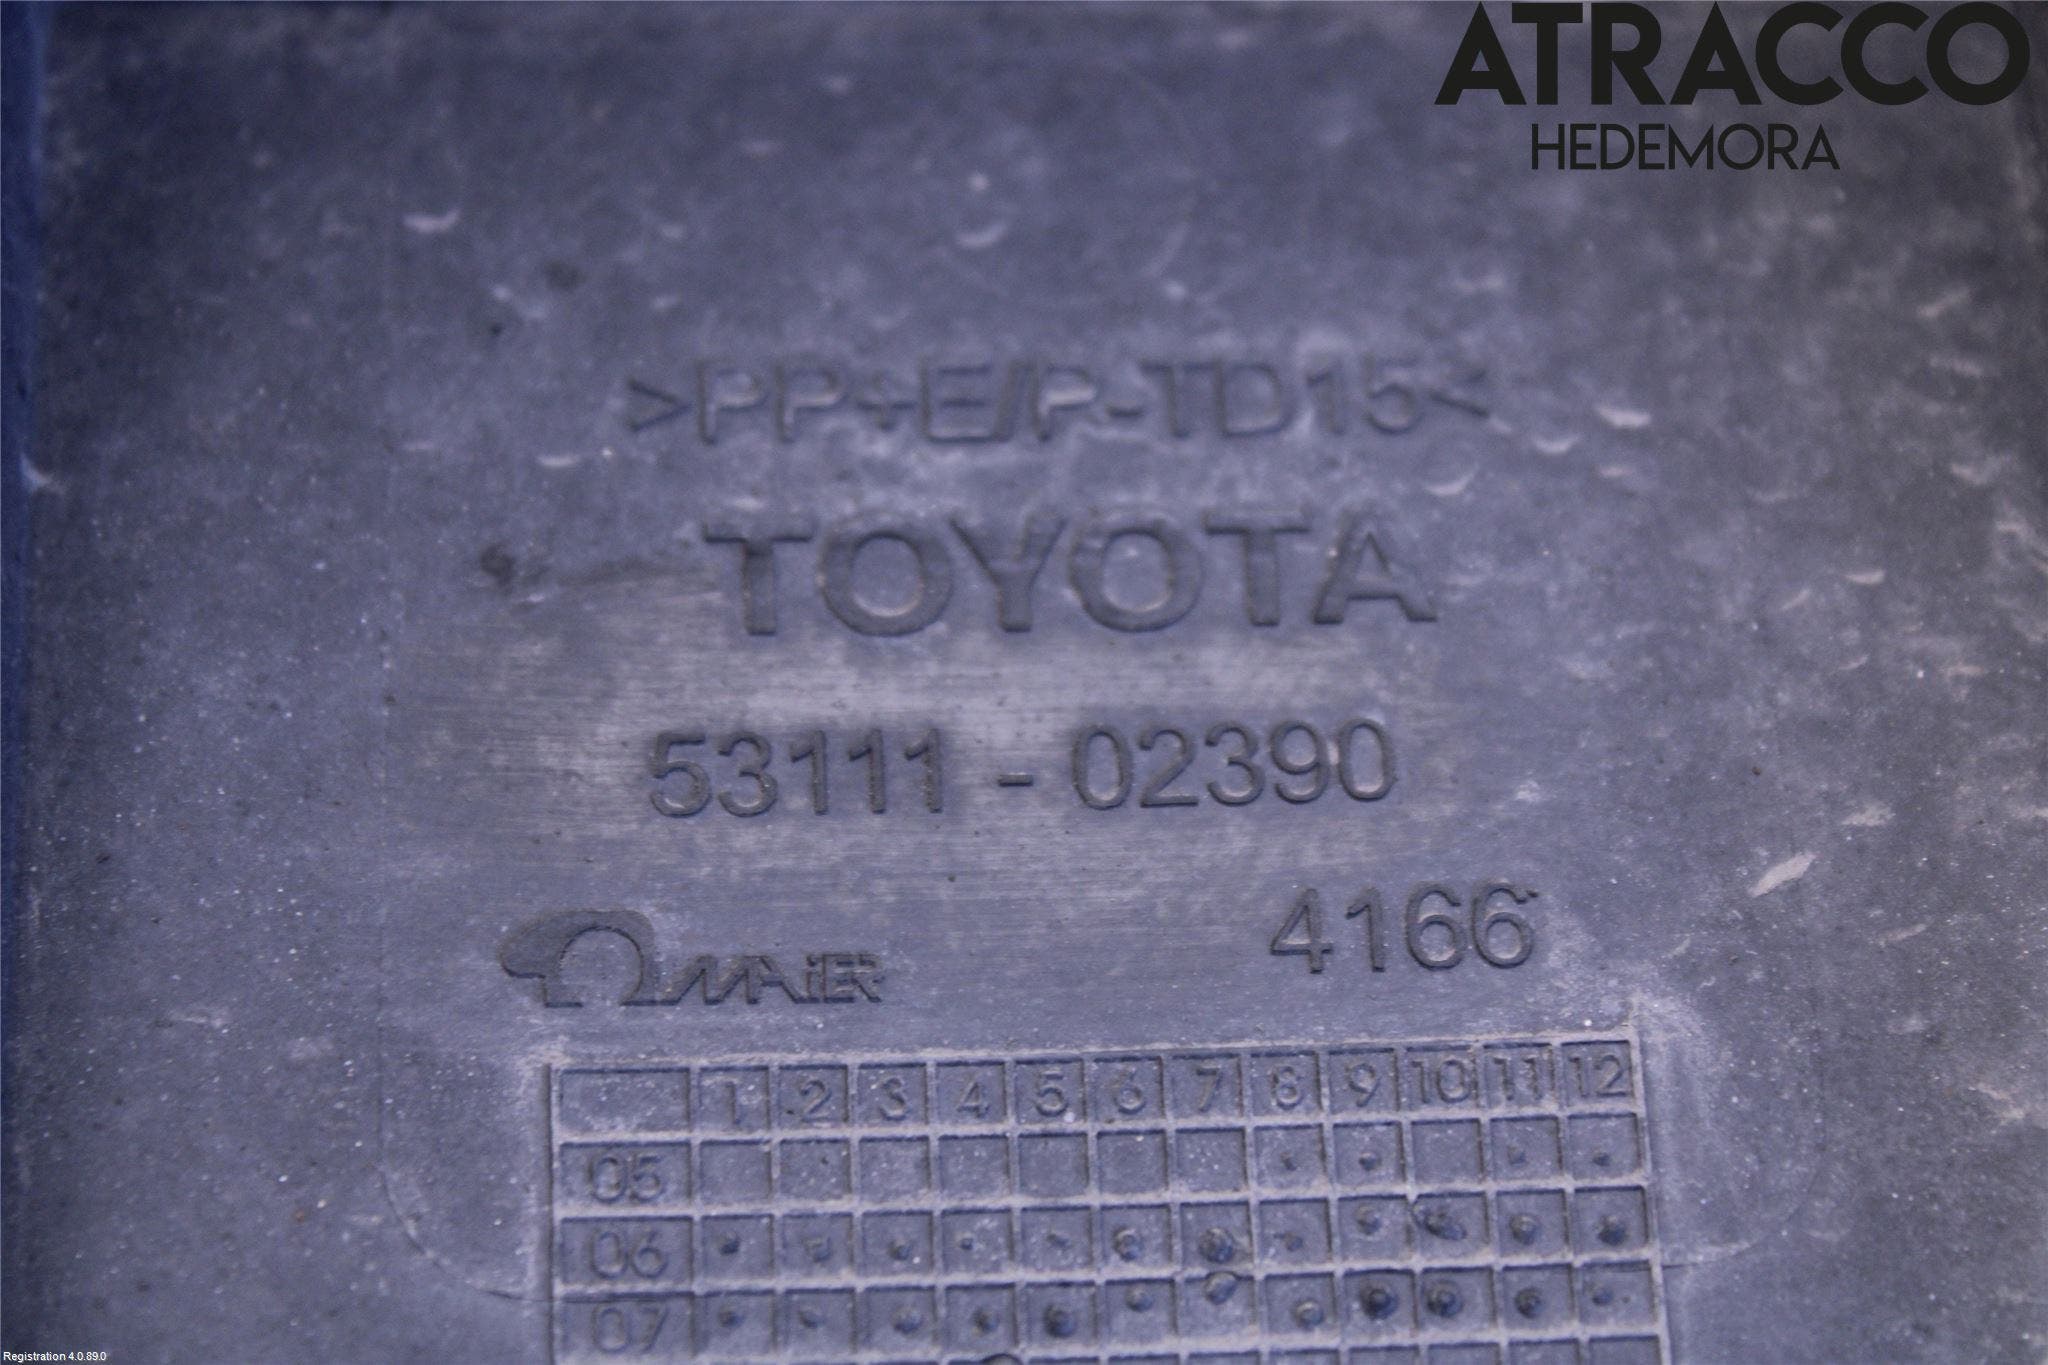 ATRACCO
HEDEMORA
>PP+E/P-TD15<
TOYOTA
53111-02390
MAIER 4166
1 2 3 4 5 6 7 8 9 10 11 12
05
06
07
Registration 4.0.89.0